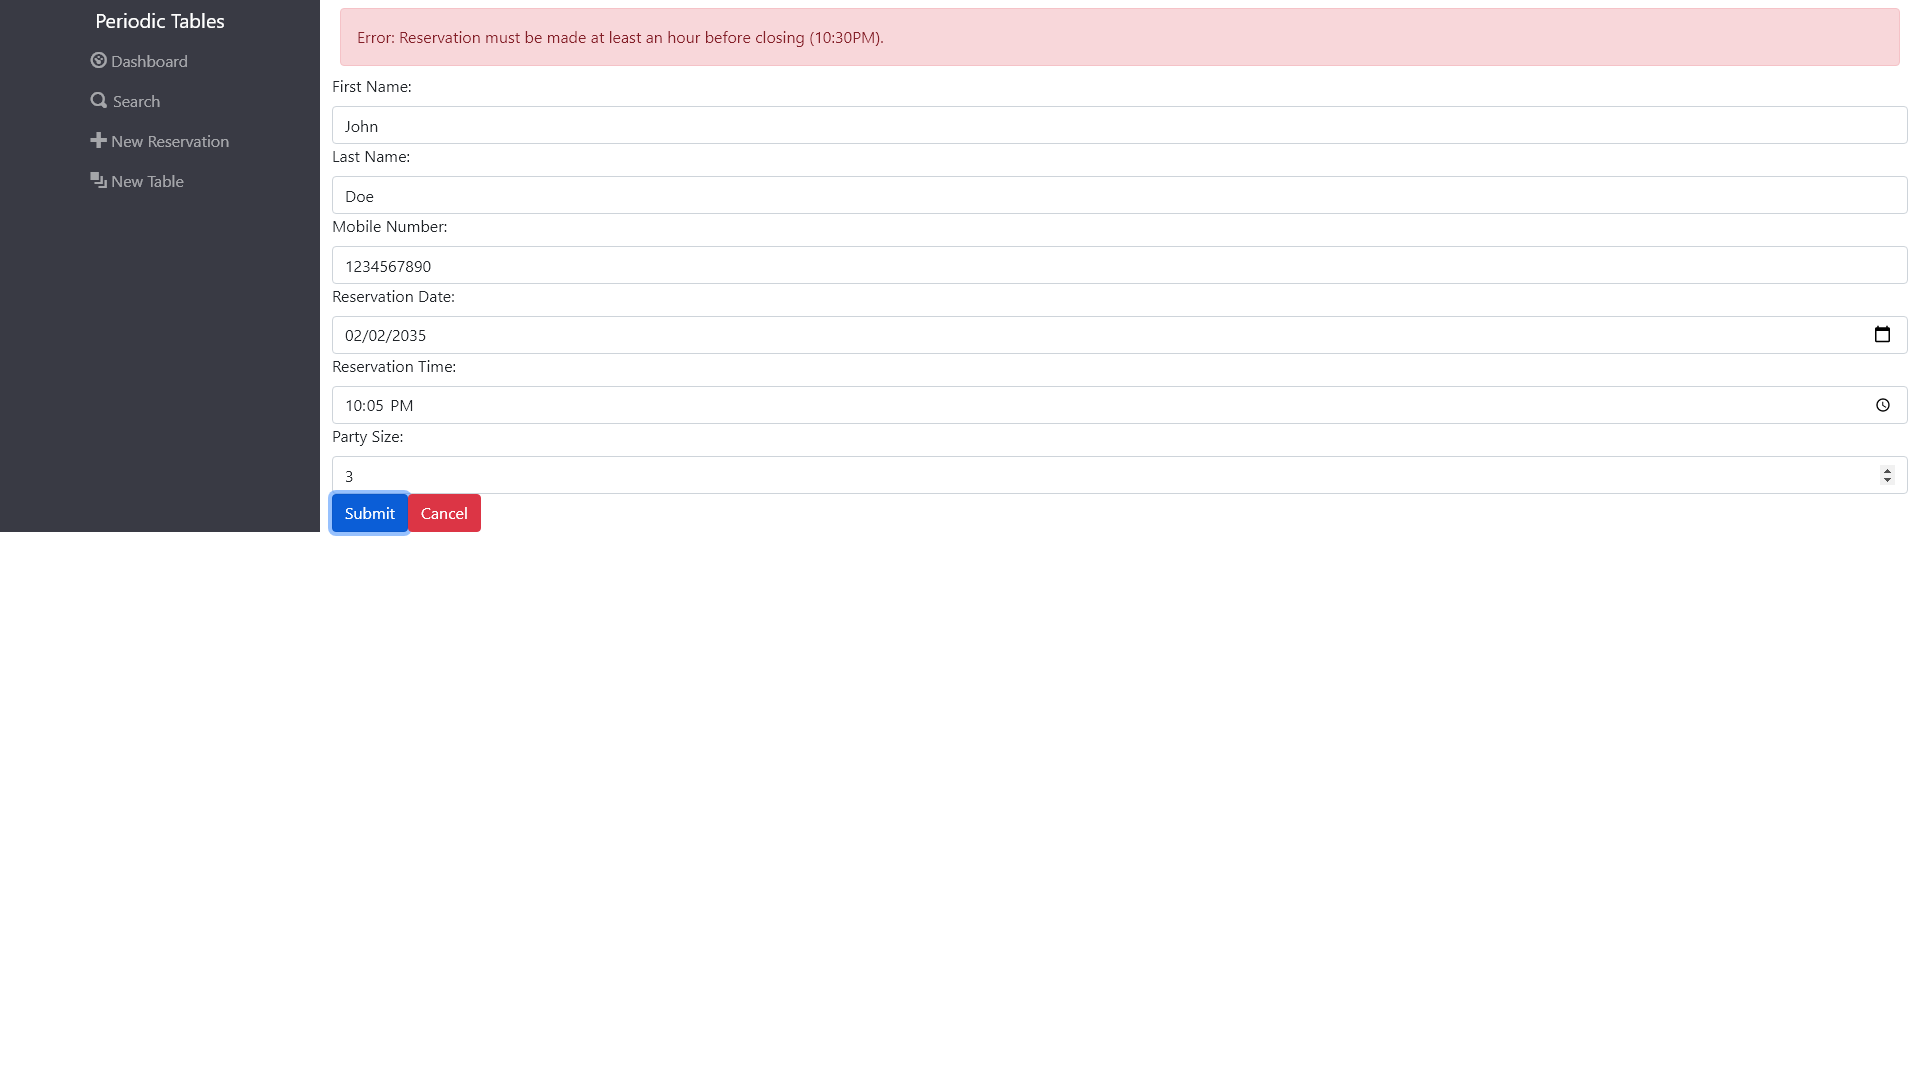 Periodic Tables
Dashboard
Search
New Reservation
New Table
Error: Reservation must be made at least an hour before closing (10:30PM).
First Name:
John
Last Name:
Doe
Mobile Number:
1234567890
Reservation Date:
02/02/2035
Reservation Time:
10:05 PM
Party Size:
3
Submit Cancel